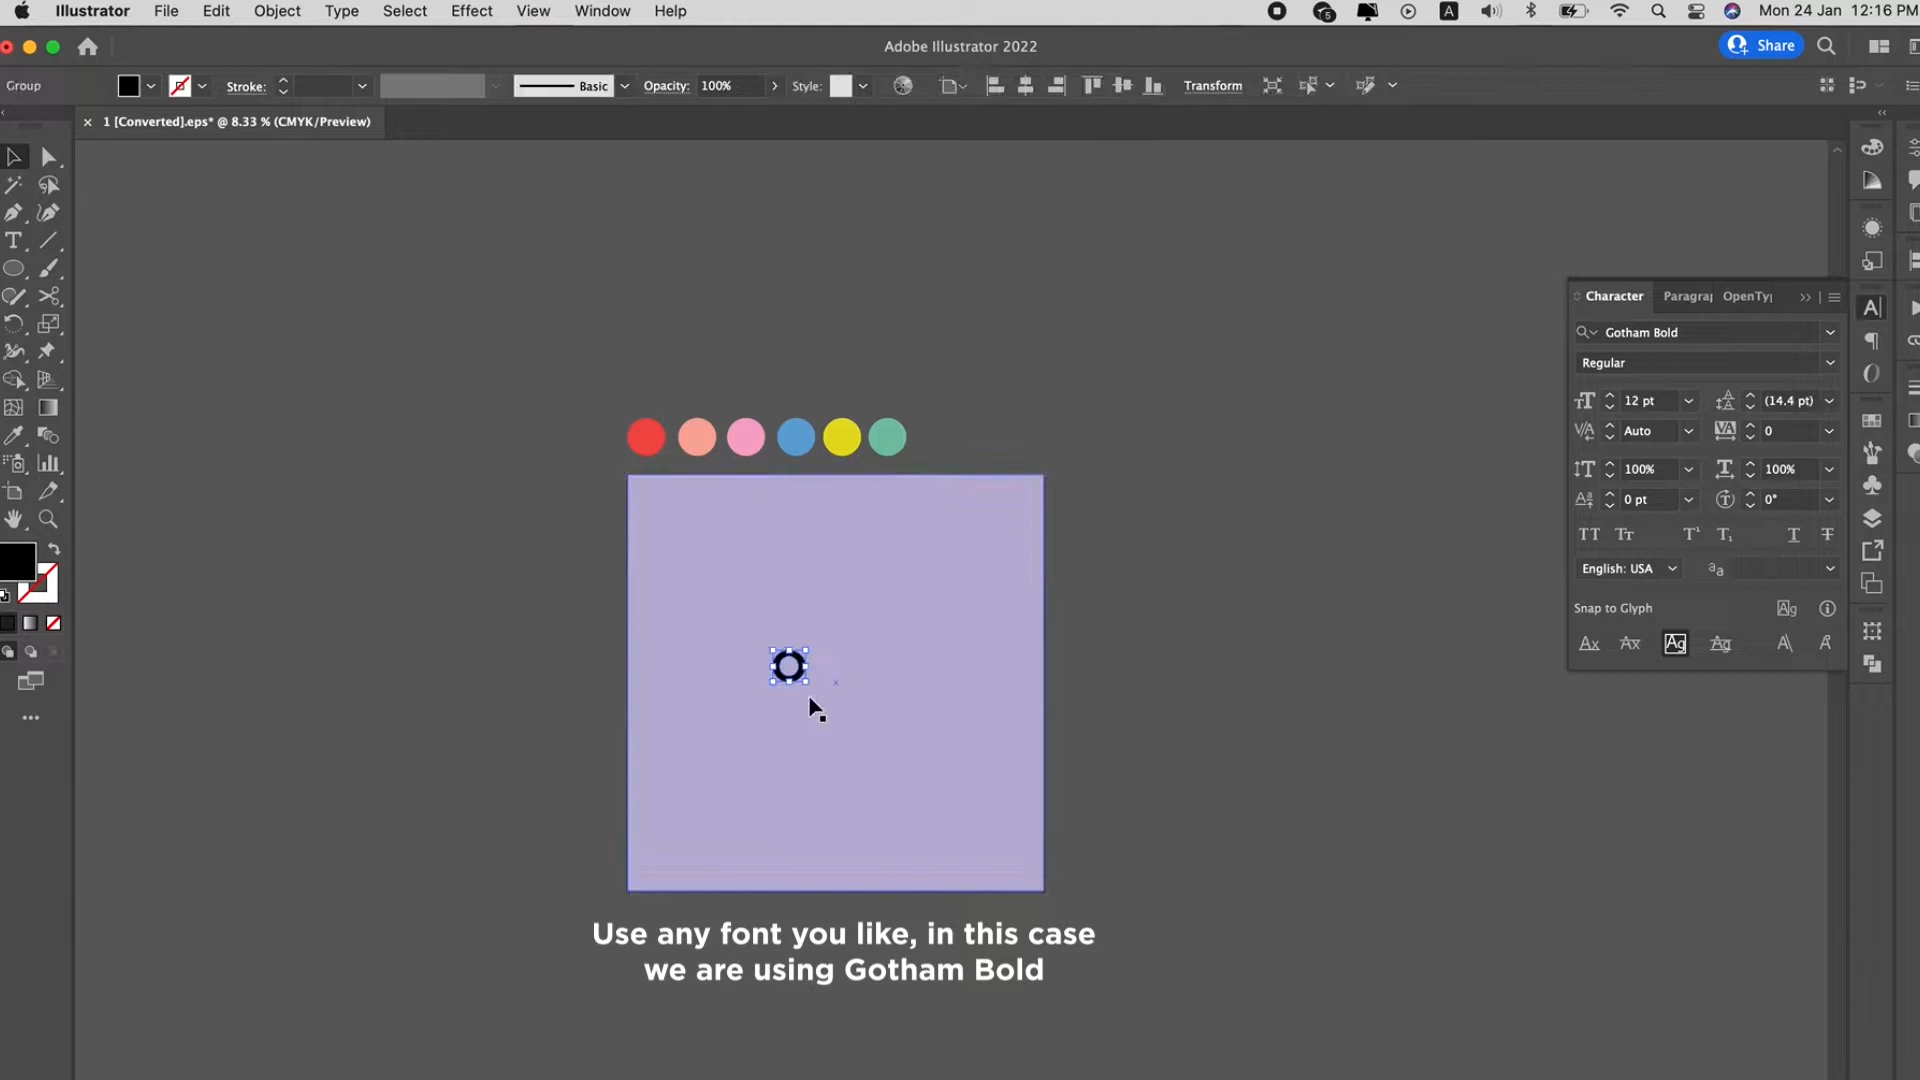 Illustrator File Edit Object Type Select Effect View Window Help
5 A Mon 24 Jan 12:16 PM
Adobe Illustrator 2022
Share
Group Stroke: Basic Opacity: 100% Style: Transform
× 1 [Converted].eps* @ 8.33 % (CMYK/Preview)
Character Paragraj OpenTy
Gotham Bold
Regular
12 pt (14.4 pt)
Auto 0
100% 100%
0 pt 0°
English: USA
Snap to Glyph
O
Use any font you like, in this case
we are using Gotham Bold